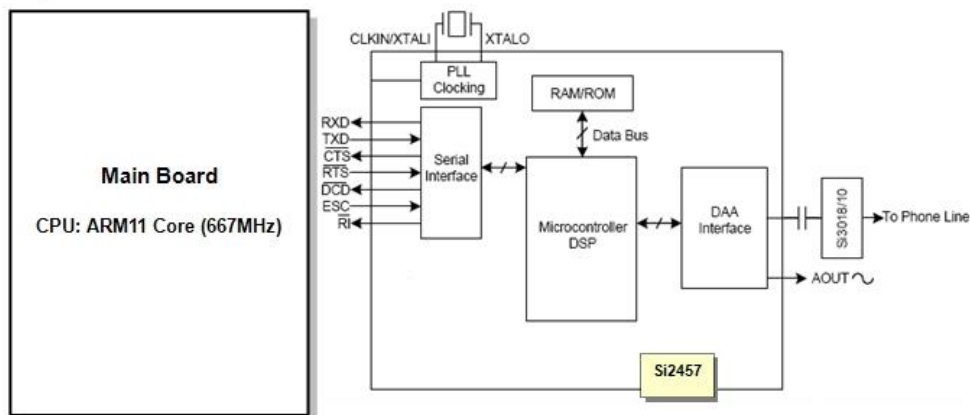 Main Board
CPU: ARM11 Core (667MHz)
CLKIN/XTALI
XTALO
PLL
Clocking
RAM/ROM
Data Bus
RXD
TXD
CTS
RTS
DCD
ESC
RI
Serial
Interface
Microcontroller
DSP
DAA
Interface
Si3018/10
To Phone Line
AOUT
Si2457